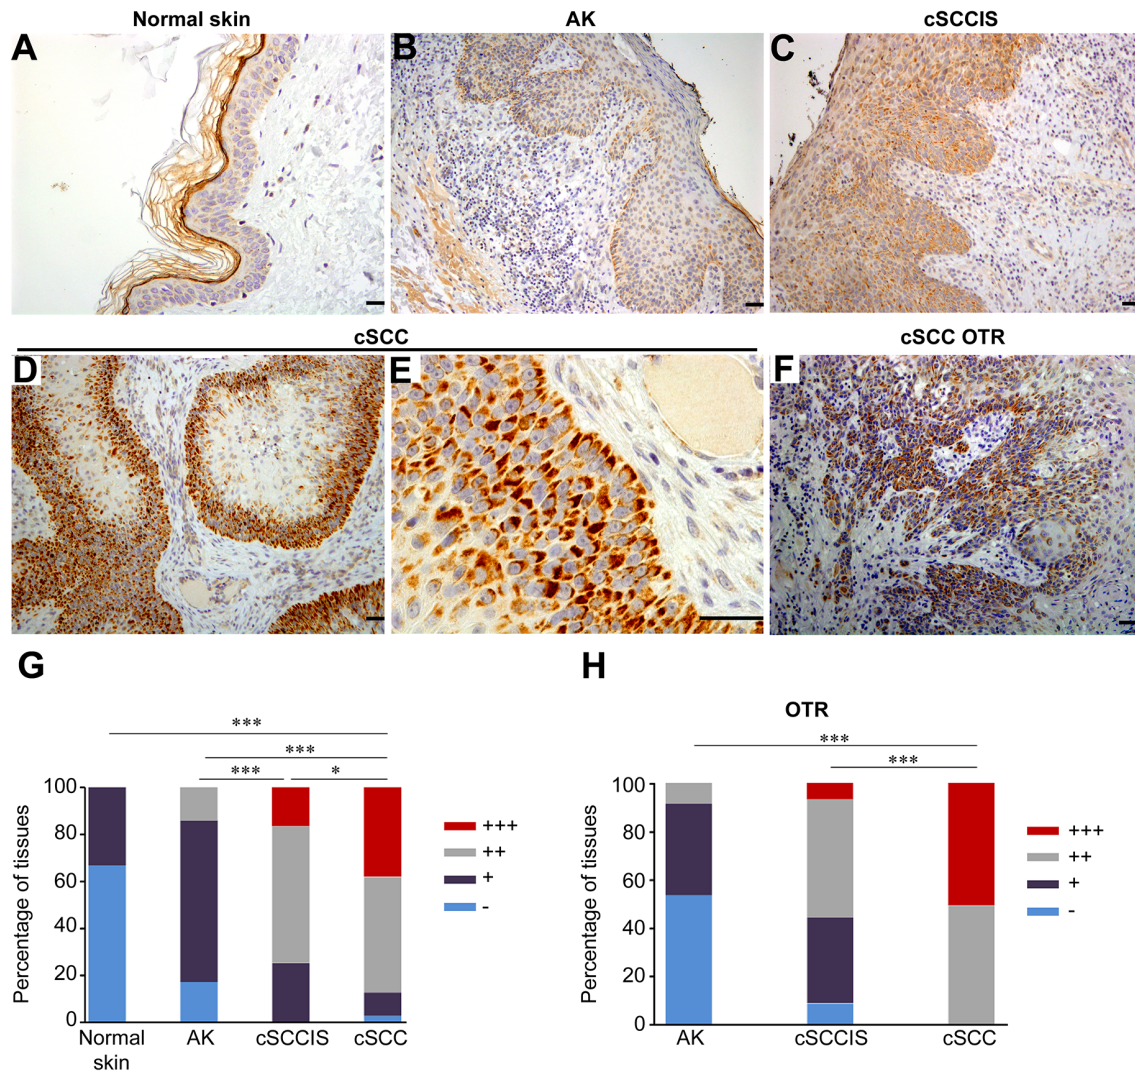 Normal skin
AK
cSCCIS
A
B
C
cSCC
cSCC OTR
D
E
F
G
H
OTR
***
***
***
*
***
***
Percentage of tissues
100
80
60
40
20
0
Normal skin
AK
cSCCIS
cSCC
+++
++
+
-
Percentage of tissues
100
80
60
40
20
0
AK
cSCCIS
cSCC
+++
++
+
-